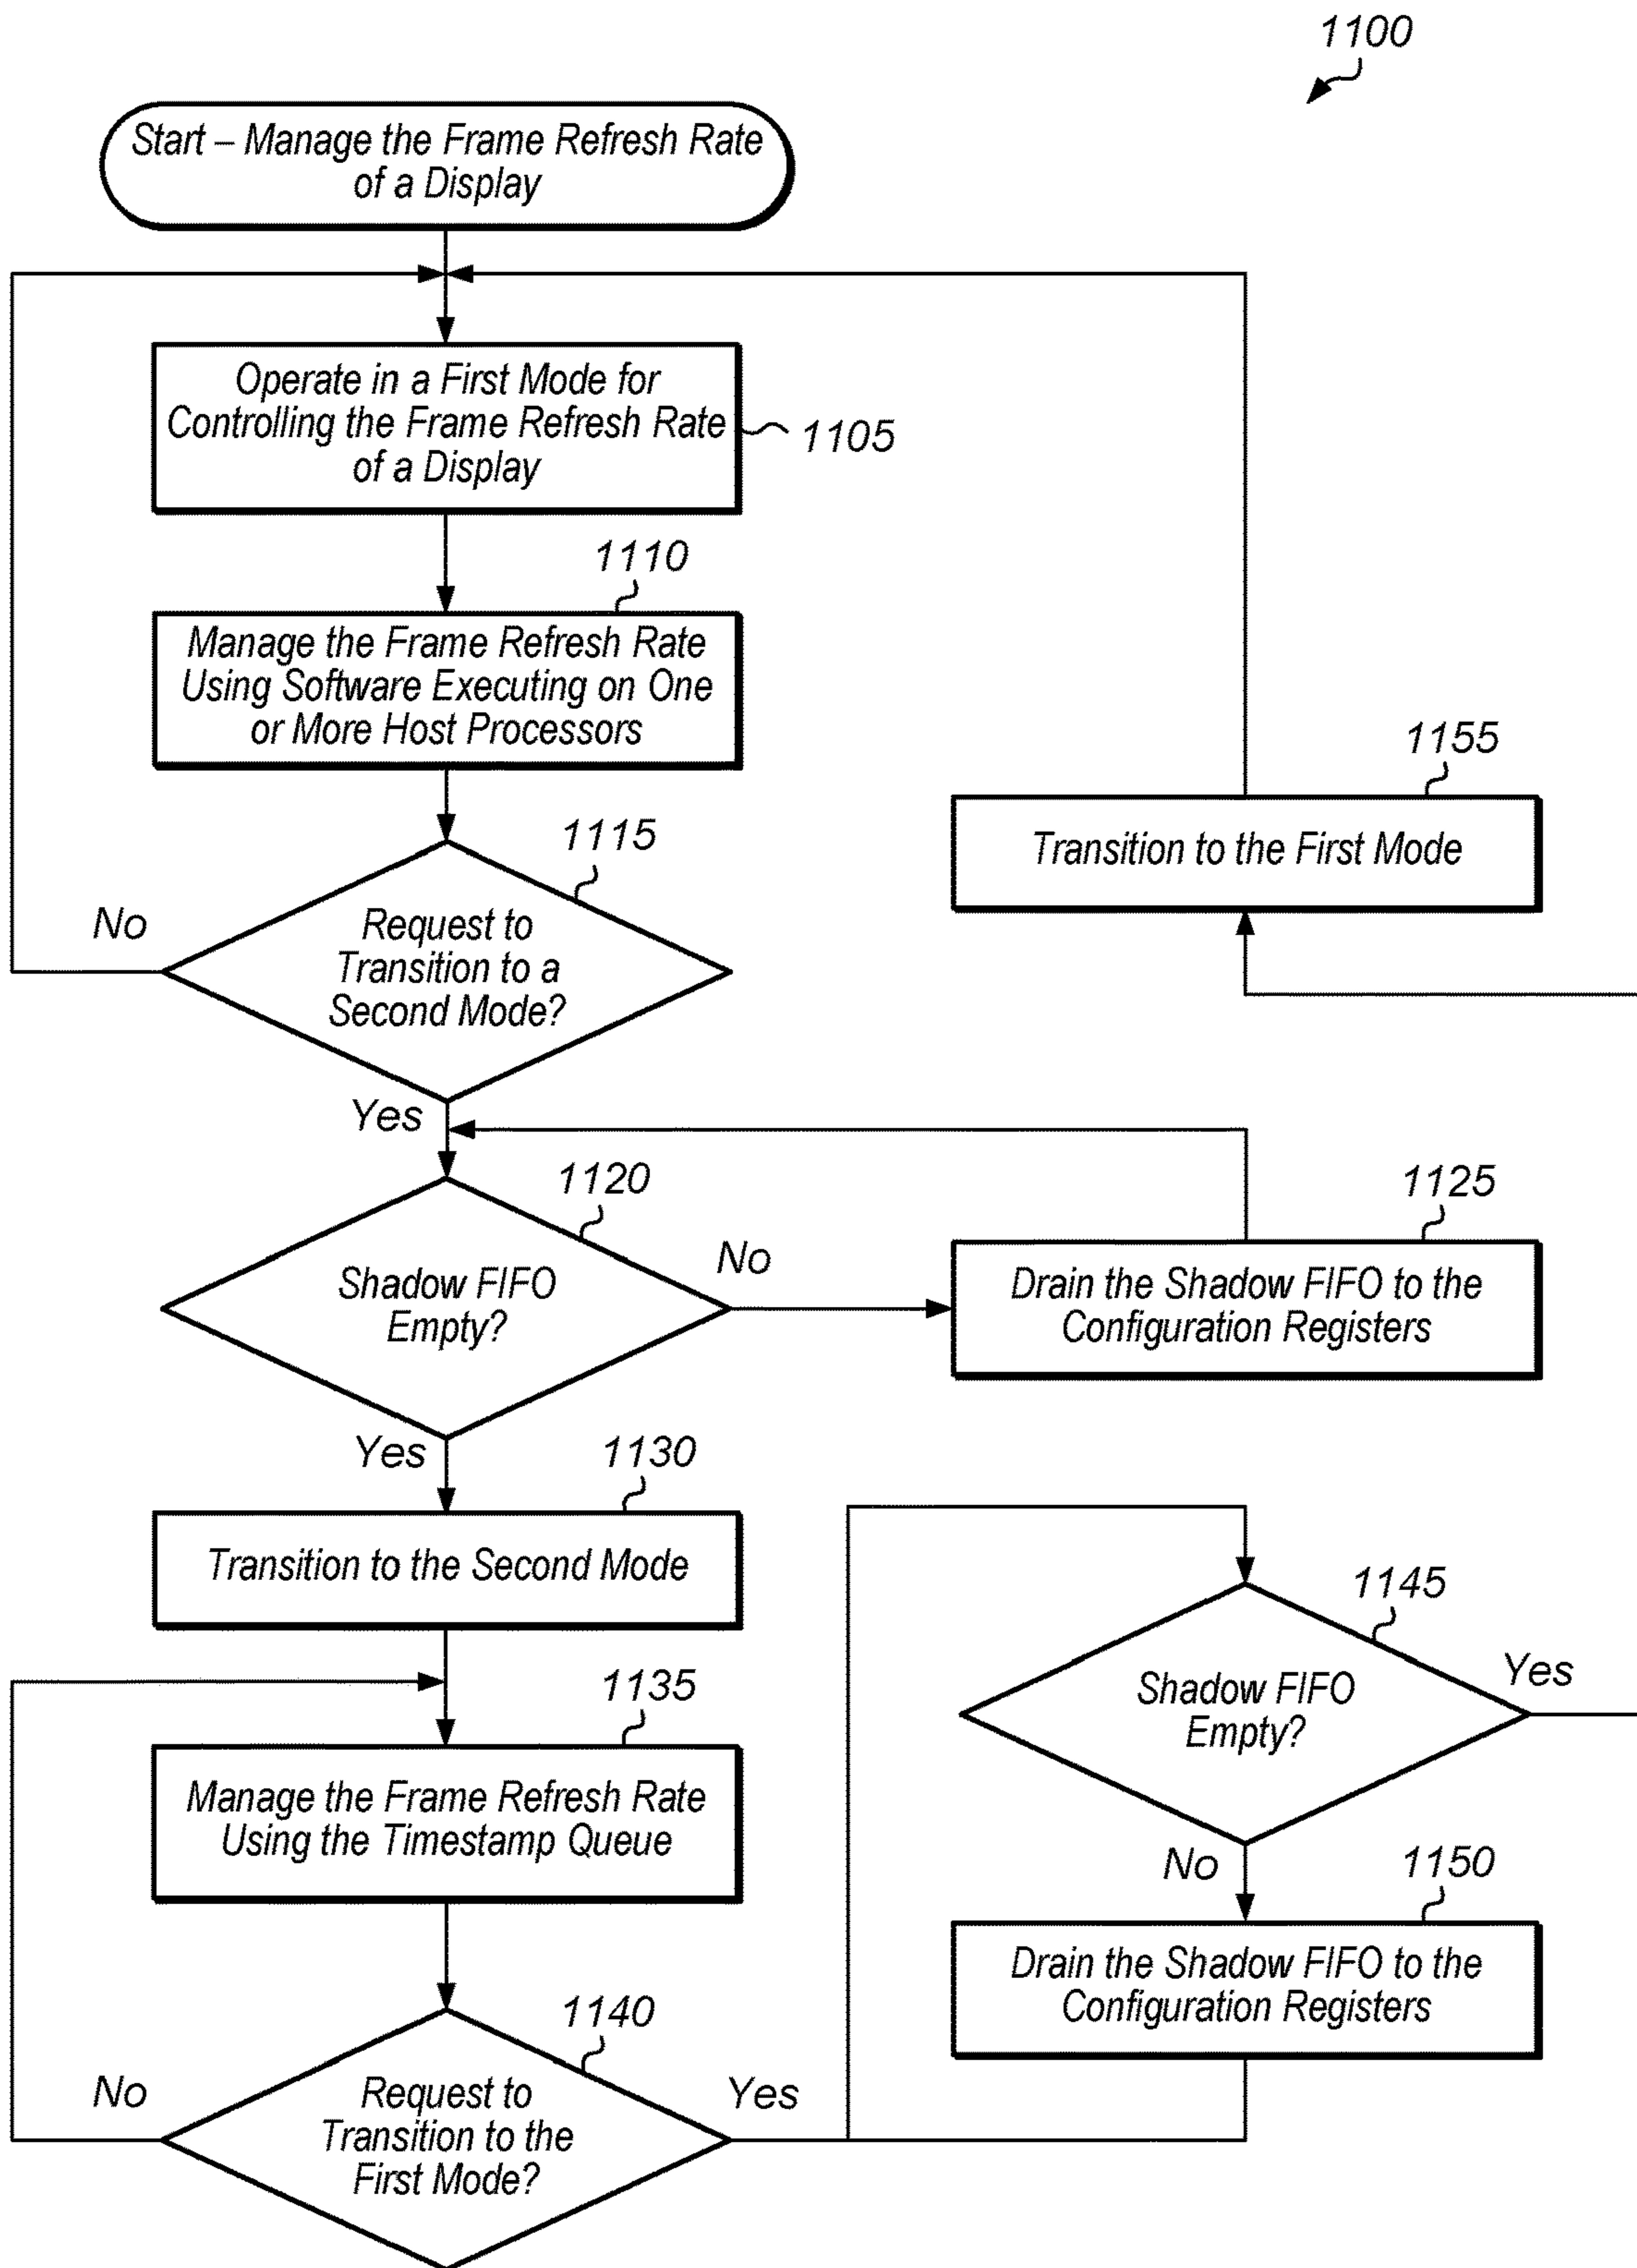 1100
Start – Manage the Frame Refresh Rate
of a Display
Operate in a First Mode for
Controlling the Frame Refresh Rate
of a Display
1105
1110
Manage the Frame Refresh Rate
Using Software Executing on One
or More Host Processors
1155
Transition to the First Mode
1115
No
Request to
Transition to a
Second Mode?
Yes
1120
Shadow FIFO
Empty?
No
1125
Drain the Shadow FIFO to the
Configuration Registers
Yes
1130
Transition to the Second Mode
1145
Shadow FIFO
Empty?
Yes
1135
Manage the Frame Refresh Rate
Using the Timestamp Queue
No
1150
Drain the Shadow FIFO to the
Configuration Registers
1140
No
Request to
Transition to the
First Mode?
Yes